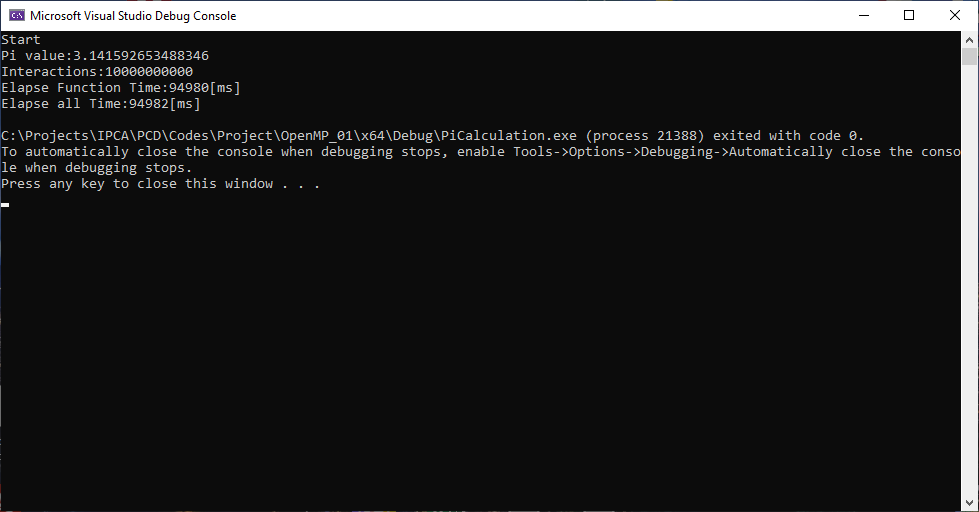 Microsoft Visual Studio Debug Console
Start
Pi value:3.141592653488346
Interactions:10000000000
Elapse Function Time:94980[ms]
Elapse all Time:94982[ms]
C:\Projects\IPCA\PCD\Codes\Project\OpenMP_01\x64\Debug\PiCalculation.exe (process 21388) exited with code 0.
To automatically close the console when debugging stops, enable Tools->Options->Debugging->Automatically close the conso
le when debugging stops.
Press any key to close this window . . .